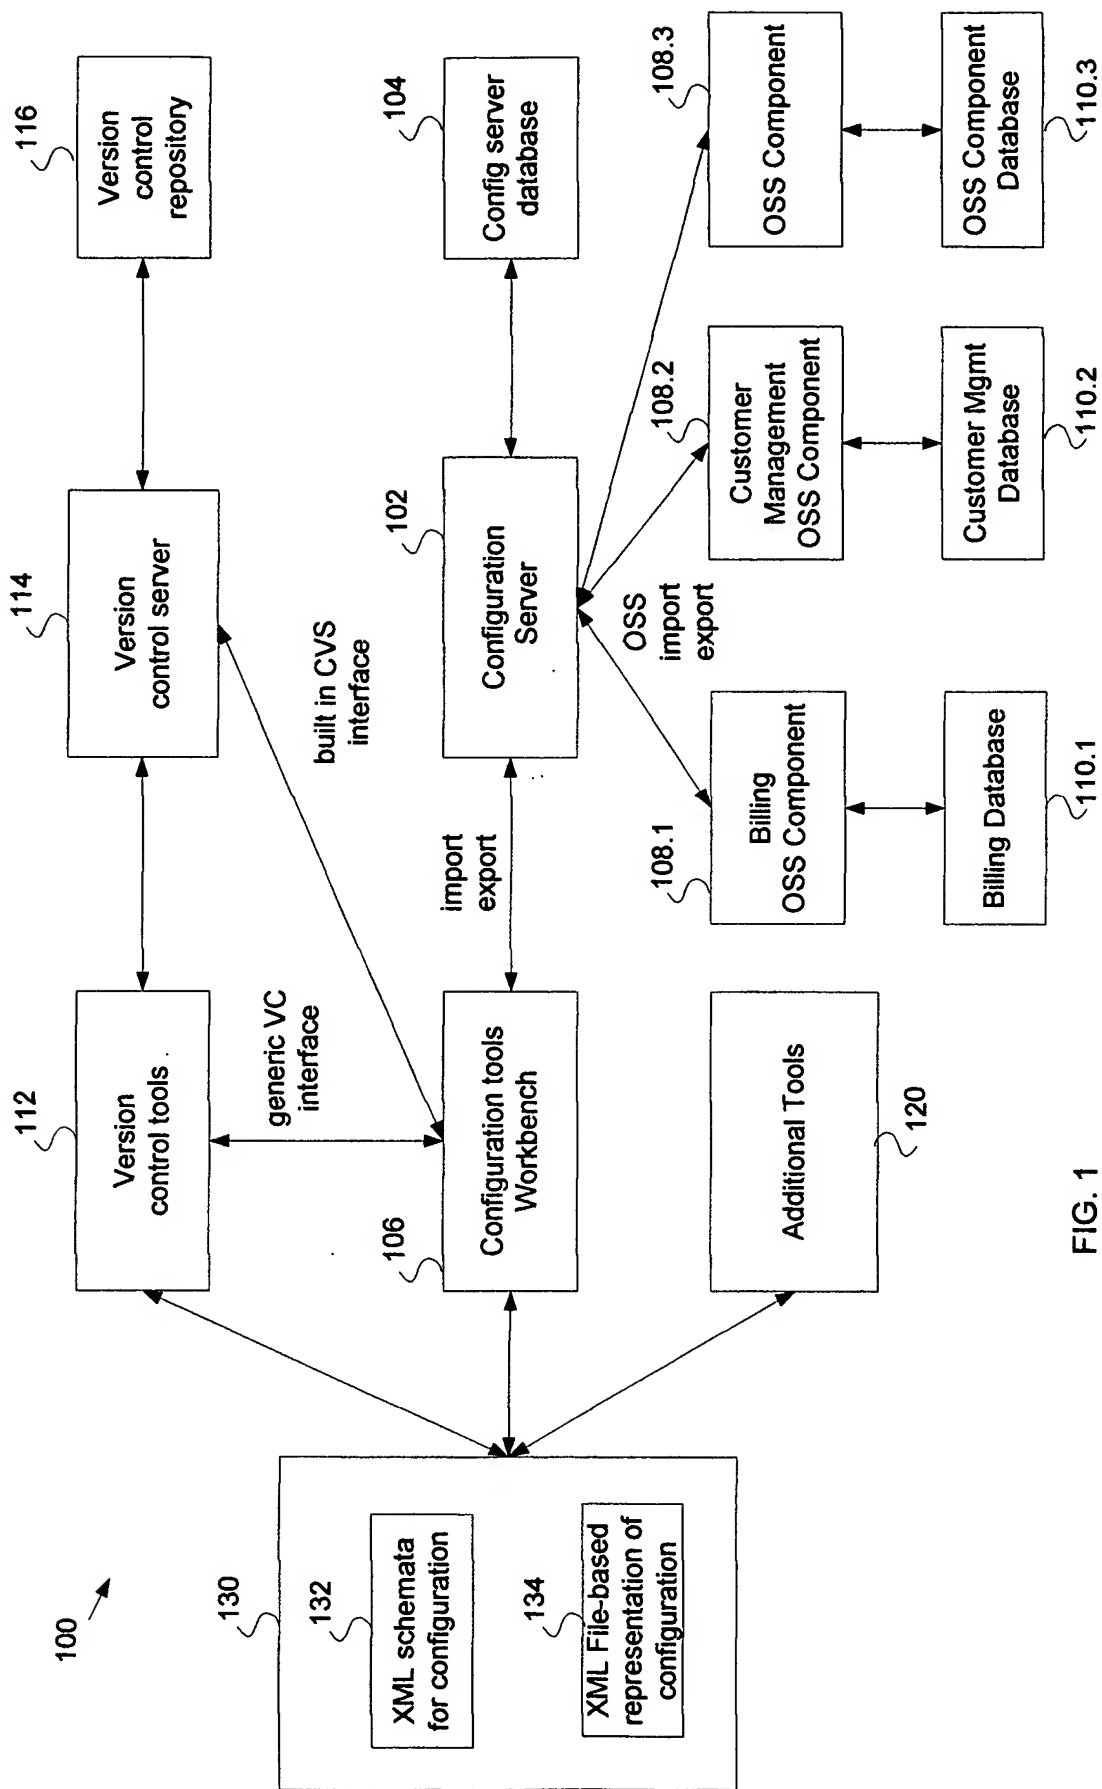 100
130
132
XML schemata
for configuration
134
XML File-based
representation of
configuration
112
Version
control tools
generic VC
interface
106
Configuration tools
Workbench
Additional Tools
120
114
Version
control server
built in CVS
interface
import
export
102
Configuration
Server
116
Version
control
repository
104
Config server
database
OSS
import
export
108.1
Billing
OSS Component
Billing Database
110.1
108.2
Customer
Management
OSS Component
Customer Mgmt
Database
110.2
108.3
OSS Component
OSS Component
Database
110.3
FIG. 1